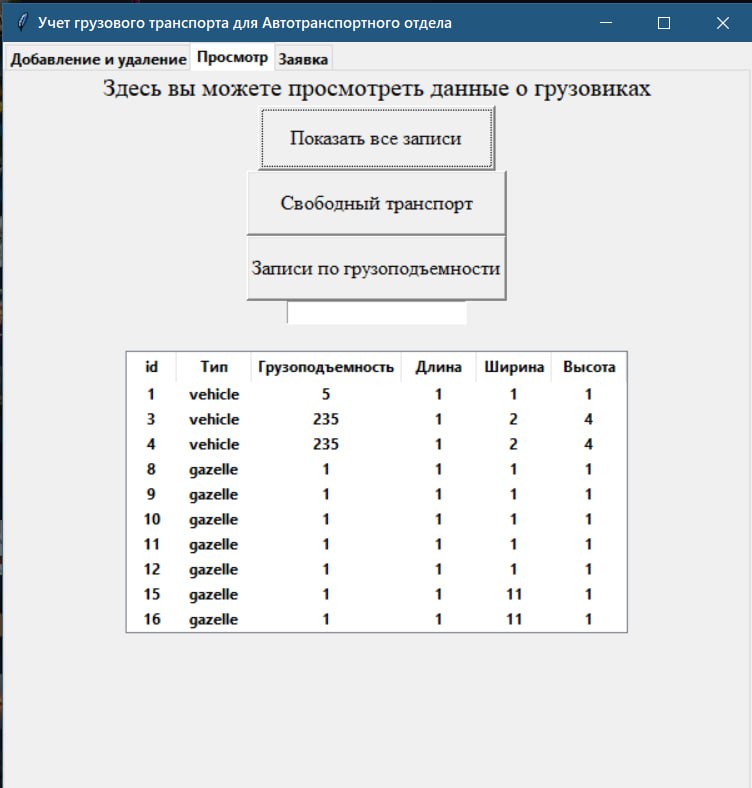 Учет грузового транспорта для Автотранспортного отдела
Добавление и удаление Просмотр Заявка
Здесь вы можете просмотреть данные о грузовиках
Показать все записи
Свободный транспорт
Записи по грузоподъемности
id Тип Грузоподъемность Длина Ширина Высота
1 vehicle 5 1 1 1
3 vehicle 235 1 2 4
4 vehicle 235 1 2 4
8 gazelle 1 1 1 1
9 gazelle 1 1 1 1
10 gazelle 1 1 1 1
11 gazelle 1 1 1 1
12 gazelle 1 1 1 1
15 gazelle 1 1 11 1
16 gazelle 1 1 11 1